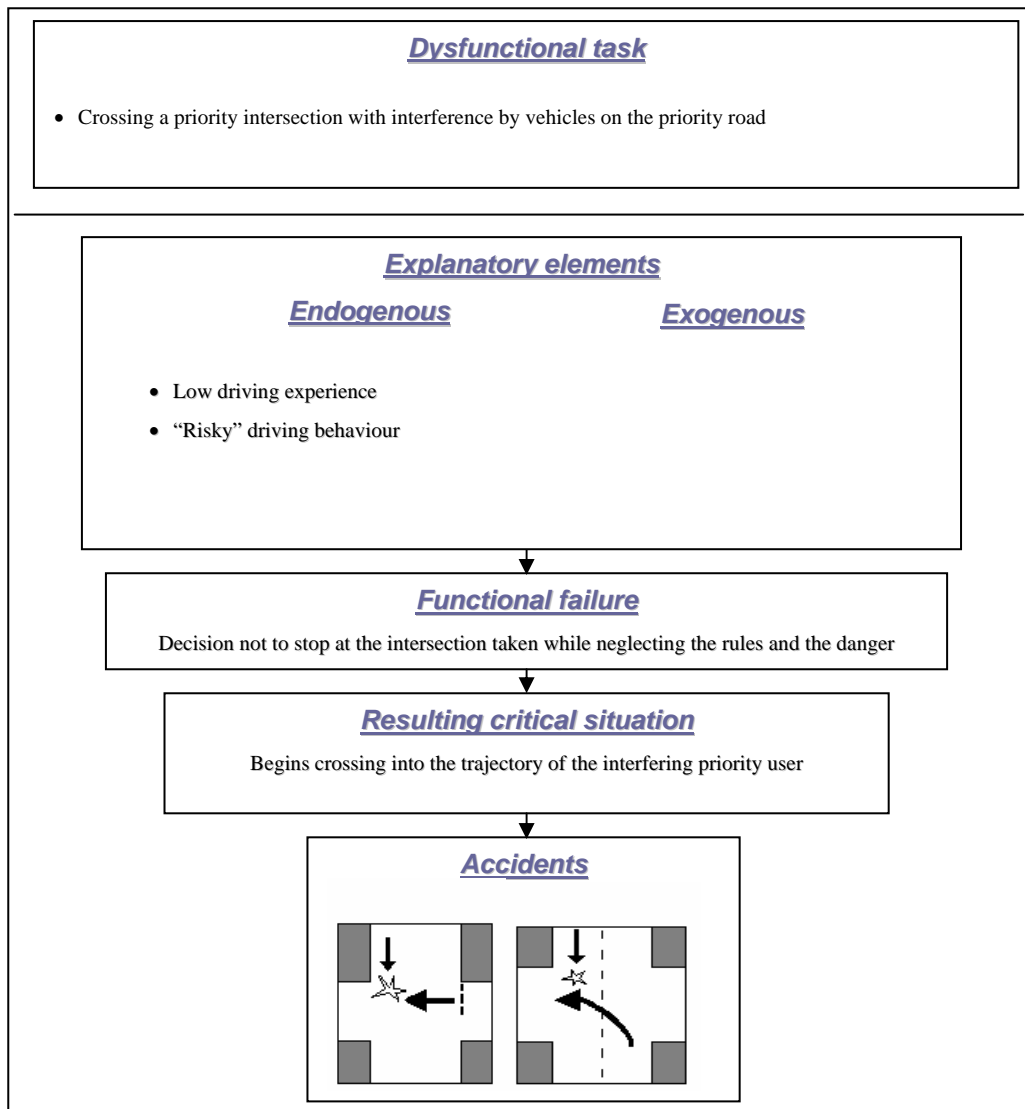 Dysfunctional task
• Crossing a priority intersection with interference by vehicles on the priority road
Explanatory elements
Endogenous
Exogenous
• Low driving experience
• “Risky” driving behaviour
Functional failure
Decision not to stop at the intersection taken while neglecting the rules and the danger
Resulting critical situation
Begins crossing into the trajectory of the interfering priority user
Accidents